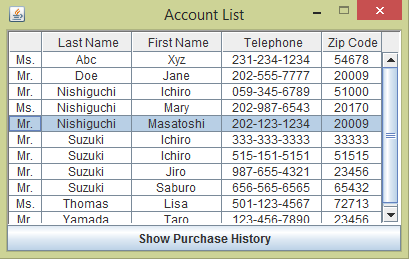 Account List
Last Name First Name Telephone Zip Code
Ms. Abc Xyz 231-234-1234 54678
Mr. Doe Jane 202-555-7777 20009
Mr. Nishiguchi Ichiro 059-345-6789 51000
Ms. Nishiguchi Mary 202-987-6543 20170
Mr. Nishiguchi Masatoshi 202-123-1234 20009
Mr. Suzuki Ichiro 333-333-3333 33333
Mr. Suzuki Ichiro 515-151-5151 51515
Mr. Suzuki Jiro 987-655-4321 23456
Mr. Suzuki Saburo 656-565-6565 65432
Ms. Thomas Lisa 501-123-4567 72713
Mr. Yamada Taro 123-456-7890 23456
Show Purchase History